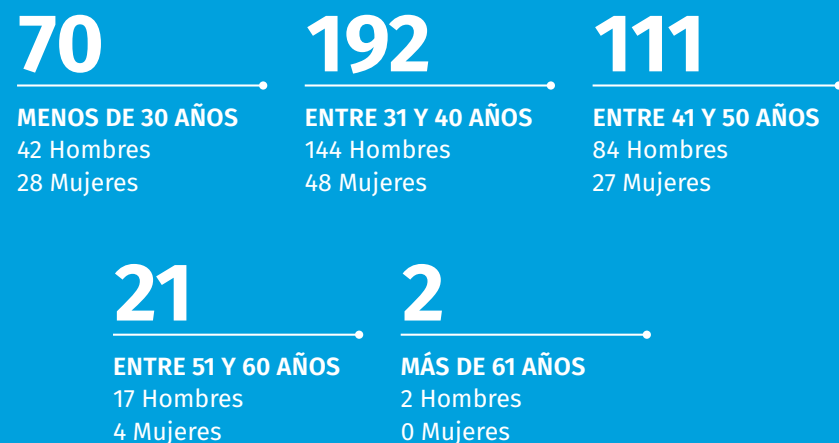 70
MENOS DE 30 AÑOS
42 Hombres
28 Mujeres
192
ENTRE 31 Y 40 AÑOS
144 Hombres
48 Mujeres
111
ENTRE 41 Y 50 AÑOS
84 Hombres
27 Mujeres
21
ENTRE 51 Y 60 AÑOS
17 Hombres
4 Mujeres
2
MÁS DE 61 AÑOS
2 Hombres
0 Mujeres